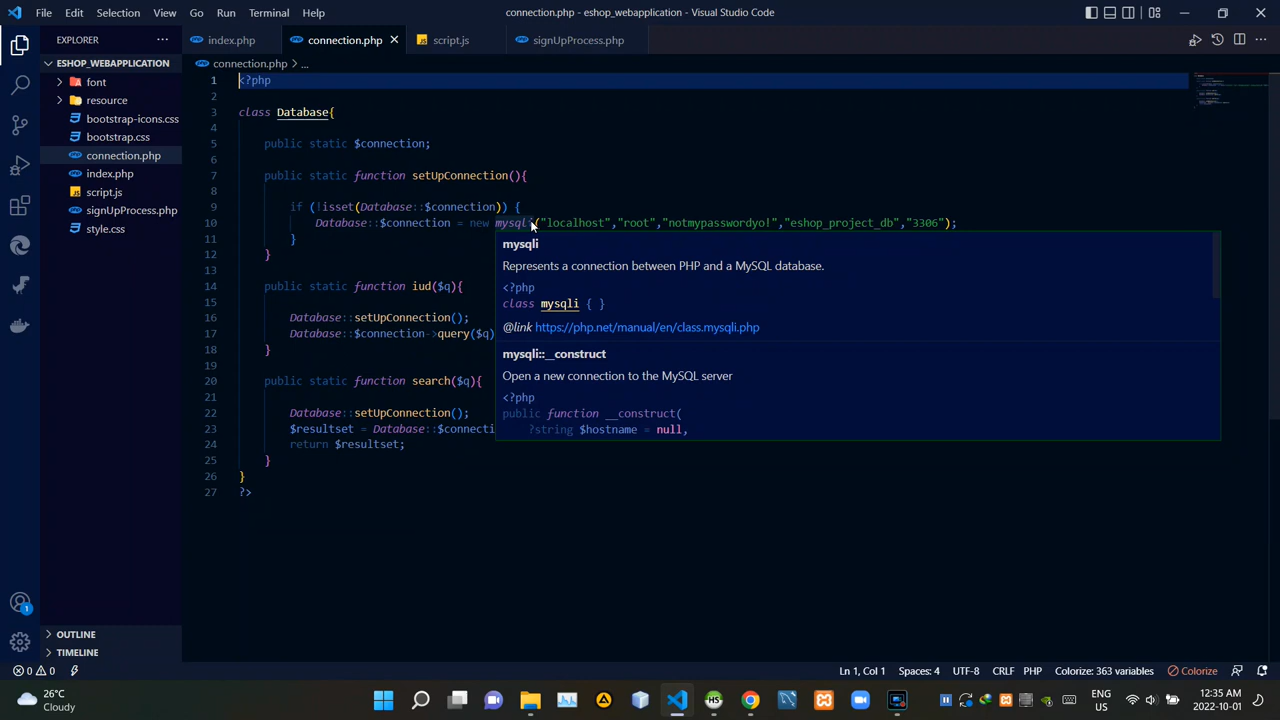 File Edit Selection View Go Run Terminal Help
connection.php - eshop_webapplication - Visual Studio Code
EXPLORER
index.php
connection.php
script.js
signUpProcess.php
ESHOP_WEBAPPLICATION
font
resource
bootstrap-icons.css
bootstrap.css
connection.php
index.php
script.js
signUpProcess.php
style.css
OUTLINE
TIMELINE
connection.php > ...
1 <?php
2
3 class Database{
4
5 public static $connection;
6
7 public static function setUpConnection(){
8
9 if (!isset(Database::$connection)) {
10 Database::$connection = new mysqli("localhost","root","notmypasswordyo!","eshop_project_db","3306");
11 }
12 }
13
14 public static function iud($q){
15
16 Database::setUpConnection();
17 Database::$connection->query($q)
18 }
19
20 public static function search($q){
21
22 Database::setUpConnection();
23 $resultset = Database::$connecti
24 return $resultset;
25 }
26 }
27 ?>
mysqli
Represents a connection between PHP and a MySQL database.
<?php
class mysqli { }
@link https://php.net/manual/en/class.mysqli.php
mysqli::__construct
Open a new connection to the MySQL server
<?php
public function __construct(
?string $hostname = null,
1
0 0
Ln 1, Col 1 Spaces: 4 UTF-8 CRLF PHP Colorize: 363 variables Colorize
26°C
Cloudy
HS
ENG
US
12:35 AM
2022-10-01